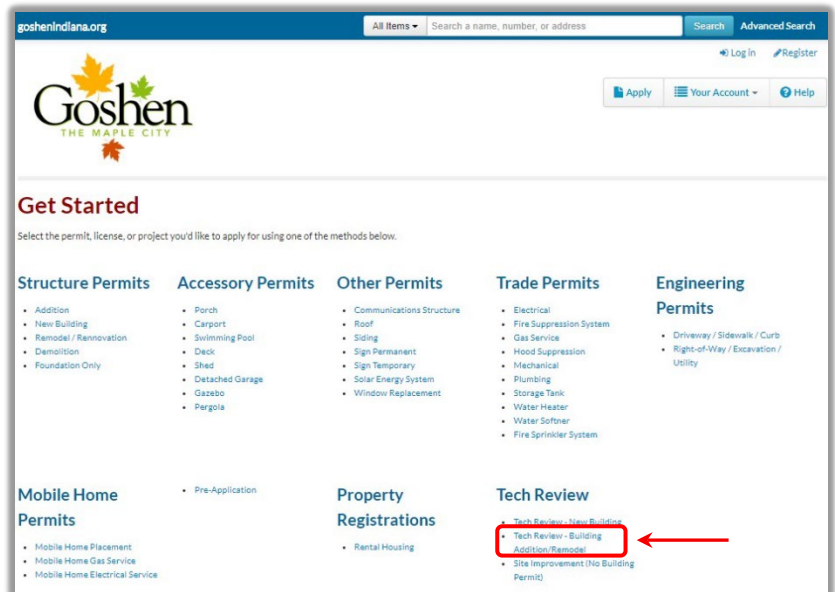 goshenindiana.org
All Items
Search a name, number, or address
Search
Advanced Search
Log in
Register
Goshen
THE MAPLE CITY
Apply
Your Account
Help
Get Started
Select the permit, license, or project you'd like to apply for using one of the methods below.
Structure Permits
Addition
New Building
Remodel / Rennovation
Demolition
Foundation Only
Accessory Permits
Porch
Carport
Swimming Pool
Deck
Shed
Detached Garage
Gazebo
Pergola
Other Permits
Communications Structure
Roof
Siding
Sign Permanent
Sign Temporary
Solar Energy System
Window Replacement
Trade Permits
Electrical
Fire Suppression System
Gas Service
Hood Suppression
Mechanical
Plumbing
Storage Tank
Water Heater
Water Softner
Fire Sprinkler System
Engineering
Permits
Driveway / Sidewalk / Curb
Right-of-Way / Excavation /
Utility
Mobile Home
Permits
Mobile Home Placement
Mobile Home Gas Service
Mobile Home Electrical Service
Pre-Application
Property
Registrations
Rental Housing
Tech Review
Tech Review - New Building
Tech Review - Building
Addition/Remodel
Site Improvement (No Building
Permit)